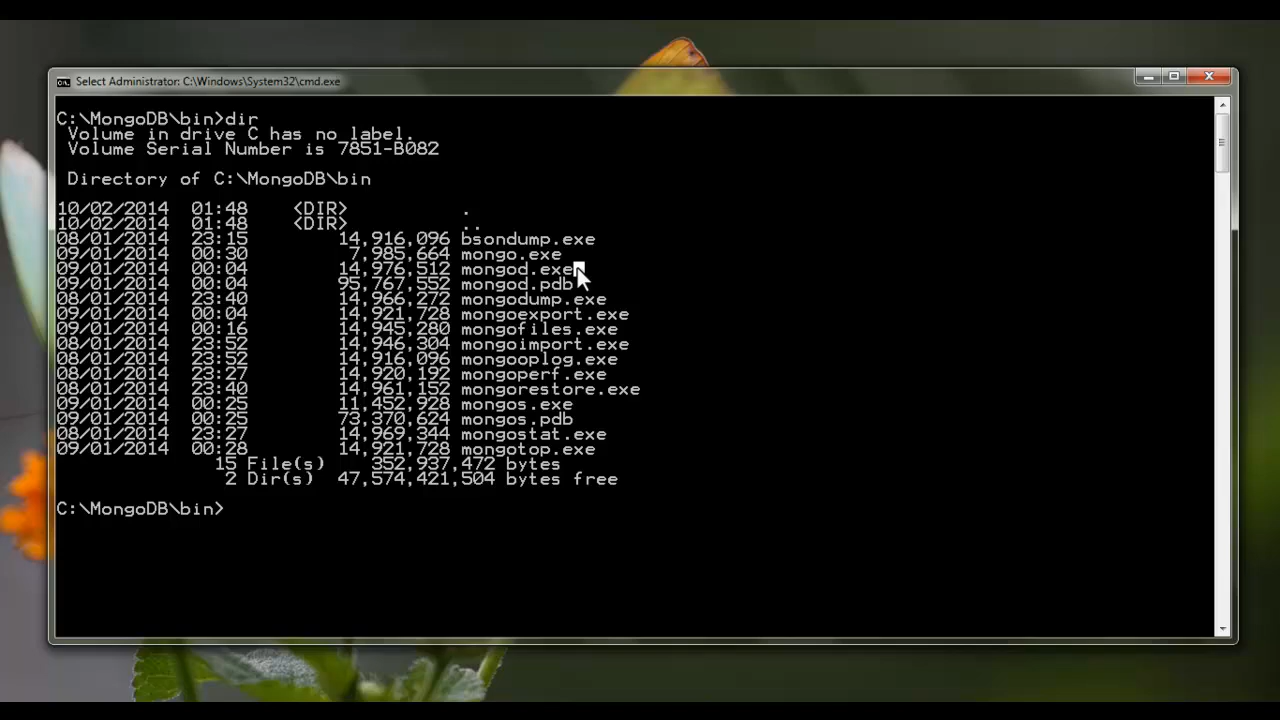 Select Administrator: C:\Windows\System32\cmd.exe
C:\MongoDB\bin>dir
Volume in drive C has no label.
Volume Serial Number is 7851-B082
Directory of C:\MongoDB\bin
10/02/2014 01:48 <DIR> .
10/02/2014 01:48 <DIR> ..
08/01/2014 23:15 14,916,096 bsondump.exe
09/01/2014 00:30 7,985,664 mongo.exe
09/01/2014 00:04 14,976,512 mongod.exe
09/01/2014 00:04 95,767,552 mongod.pdb
08/01/2014 23:40 14,966,272 mongodump.exe
09/01/2014 00:04 14,921,728 mongoexport.exe
09/01/2014 00:16 14,945,280 mongofiles.exe
08/01/2014 23:52 14,946,304 mongoimport.exe
08/01/2014 23:52 14,916,096 mongooplog.exe
08/01/2014 23:27 14,920,192 mongoperf.exe
08/01/2014 23:40 14,961,152 mongorestore.exe
09/01/2014 00:25 11,452,928 mongos.exe
09/01/2014 00:25 73,370,624 mongos.pdb
08/01/2014 23:27 14,969,344 mongostat.exe
09/01/2014 00:28 14,921,728 mongotop.exe
15 File(s) 352,937,472 bytes
2 Dir(s) 47,574,421,504 bytes free
C:\MongoDB\bin>